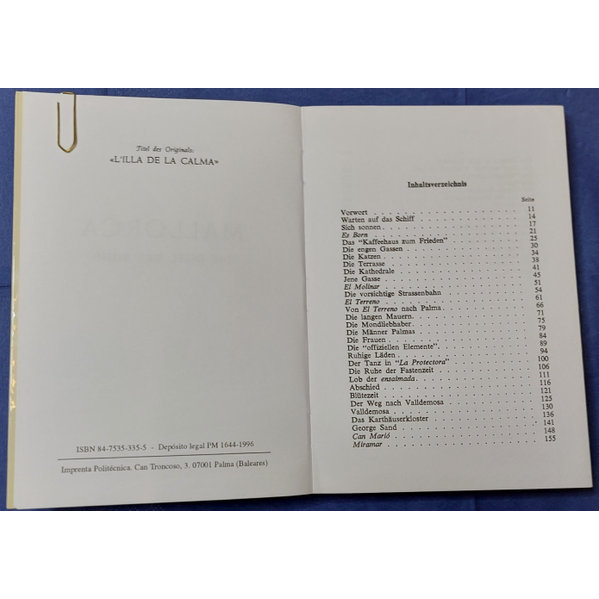 Titel des Originals:
«L'ILLA DE LA CALMA»
ISBN 84-7535-335-5 - Depósito legal PM 1644-1996
Imprenta Politécnica. Can Troncoso, 3. 07001 Palma (Baleares)
Inhaltsverzeichnis
Seite
Vorwort . . . . . . . . . . 11
Warten auf das Schiff . . . . . . . . . . 14
Sich sonnen . . . . . . . . . . 17
Es Born . . . . . . . . . . 21
Das "Kaffeehaus zum Frieden" . . . . . . . . . . 25
Die engen Gassen . . . . . . . . . . 30
Die Katzen . . . . . . . . . . 34
Die Terrasse . . . . . . . . . . 38
Die Kathedrale . . . . . . . . . . 41
Jene Gasse . . . . . . . . . . 45
El Molinar . . . . . . . . . . 51
Die vorsichtige Strassenbahn . . . . . . . . . . 54
El Terreno . . . . . . . . . . 61
Von El Terreno nach Palma . . . . . . . . . . 66
Die langen Mauern . . . . . . . . . . 71
Die Mondliebhaber . . . . . . . . . . 75
Die Männer Palmas . . . . . . . . . . 79
Die Frauen . . . . . . . . . . 84
Die "offiziellen Elemente" . . . . . . . . . . 89
Ruhige Läden . . . . . . . . . . 94
Der Tanz in "La Protectora" . . . . . . . . . . 100
Die Ruhe der Fastenzeit . . . . . . . . . . 106
Lob der ensaimada . . . . . . . . . . 111
Abschied . . . . . . . . . . 116
Blütezeit . . . . . . . . . . 121
Der Weg nach Valldemosa . . . . . . . . . . 125
Valldemosa . . . . . . . . . . 130
Das Karthäuserkloster . . . . . . . . . . 136
George Sand . . . . . . . . . . 141
Can Marió . . . . . . . . . . 148
Miramar . . . . . . . . . . 155